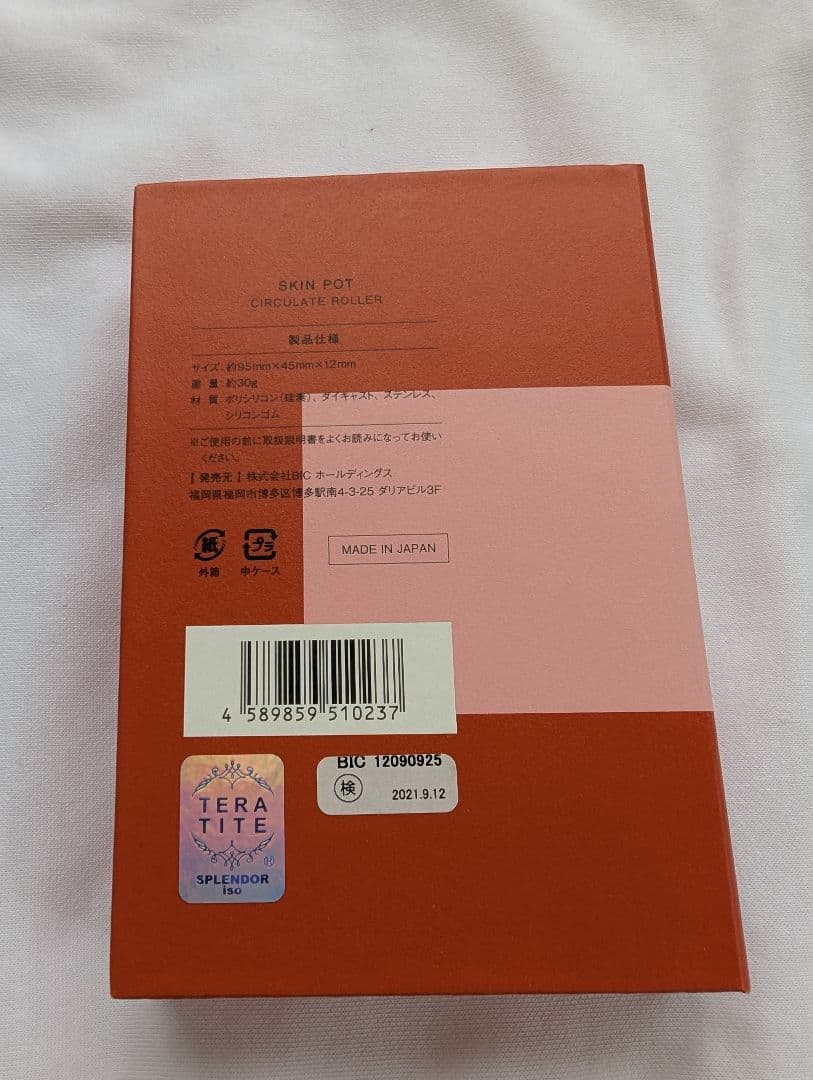 SKIN POT
CIRCULATE ROLLER
製品仕様
サイズ：約95mm×45mm×12mm
重 量：約30g
材 質：ポリシリコン（珪素）、ダイキャスト、ステンレス、
シリコンゴム
※ご使用の前に取扱説明書をよくお読みになってお使い
ください。
【 発売元 】 株式会社BIC ホールディングス
福岡県福岡市博多区博多駅南4-3-25 ダリアビル3F
紙 プラ
外箱 中ケース
MADE IN JAPAN
4 589859 510237
BIC 12090925
検 2021.9.12
TERA
TITE
®
SPLENDOR
iso